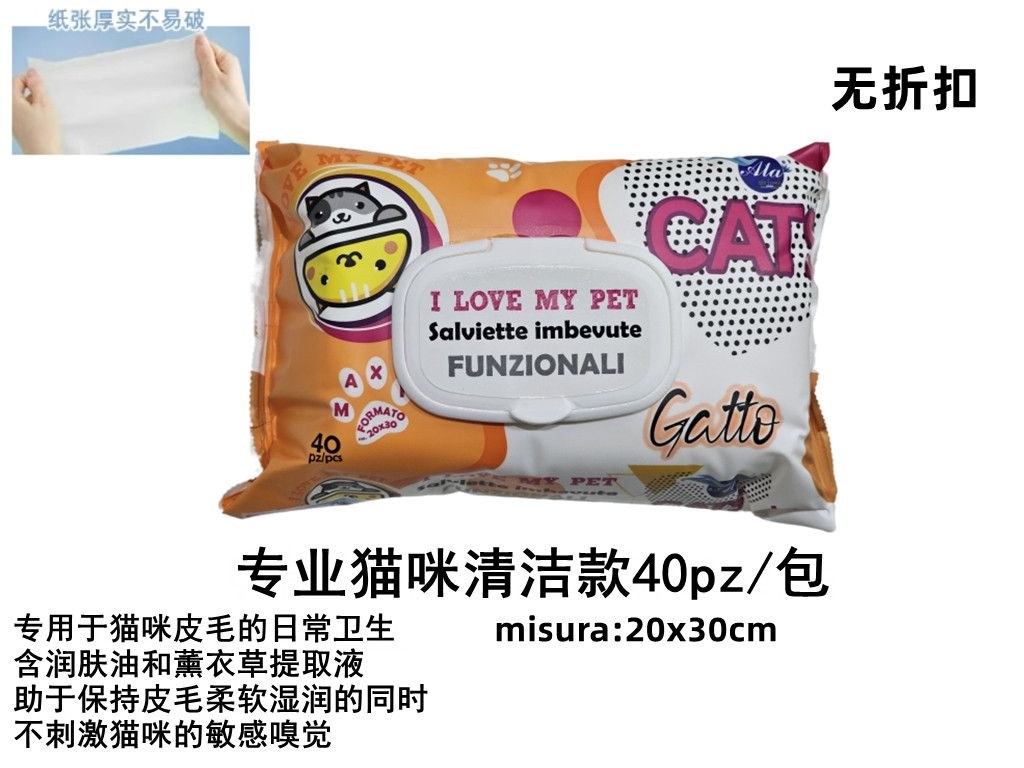 纸张厚实不易破
无折扣
LOVE MY PET
Ala
CAT
I LOVE MY PET
Salviette imbevute
FUNZIONALI
MAXI
FORMATO
20x30
Gatto
40
pz/pcs
I LOVE MY PET
Salviette imbevute
专业猫咪清洁款40pz/包
专用于猫咪皮毛的日常卫生
misura:20x30cm
含润肤油和薰衣草提取液
助于保持皮毛柔软湿润的同时
不刺激猫咪的敏感嗅觉